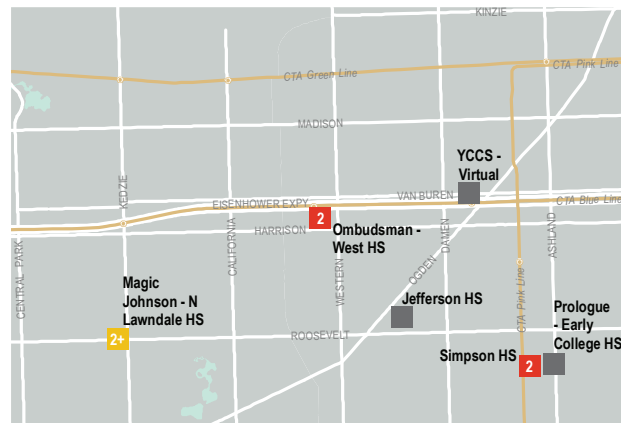 KINZIE
CTA Green Line
CTA Pink Line
MADISON
YCCS -
Virtual
KEDZIE
EISENHOWER EXPY
VAN BUREN
CTA Blue Line
2
HARRISON
Ombudsman -
West HS
CENTRAL PARK
CALIFORNIA
WESTERN
DAMEN
OGDEN
ASHLAND
CTA Pink Line
Magic
Johnson - N
Lawndale HS
Jefferson HS
Prologue
- Early
College HS
2+
ROOSEVELT
Simpson HS
2